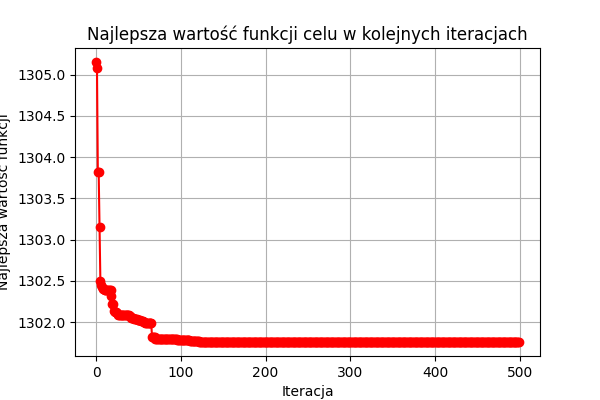 Najlepsza wartość funkcji celu w kolejnych iteracjach
Najlepsza wartość funkcji
1305.0
1304.5
1304.0
1303.5
1303.0
1302.5
1302.0
0 100 200 300 400 500
Iteracja